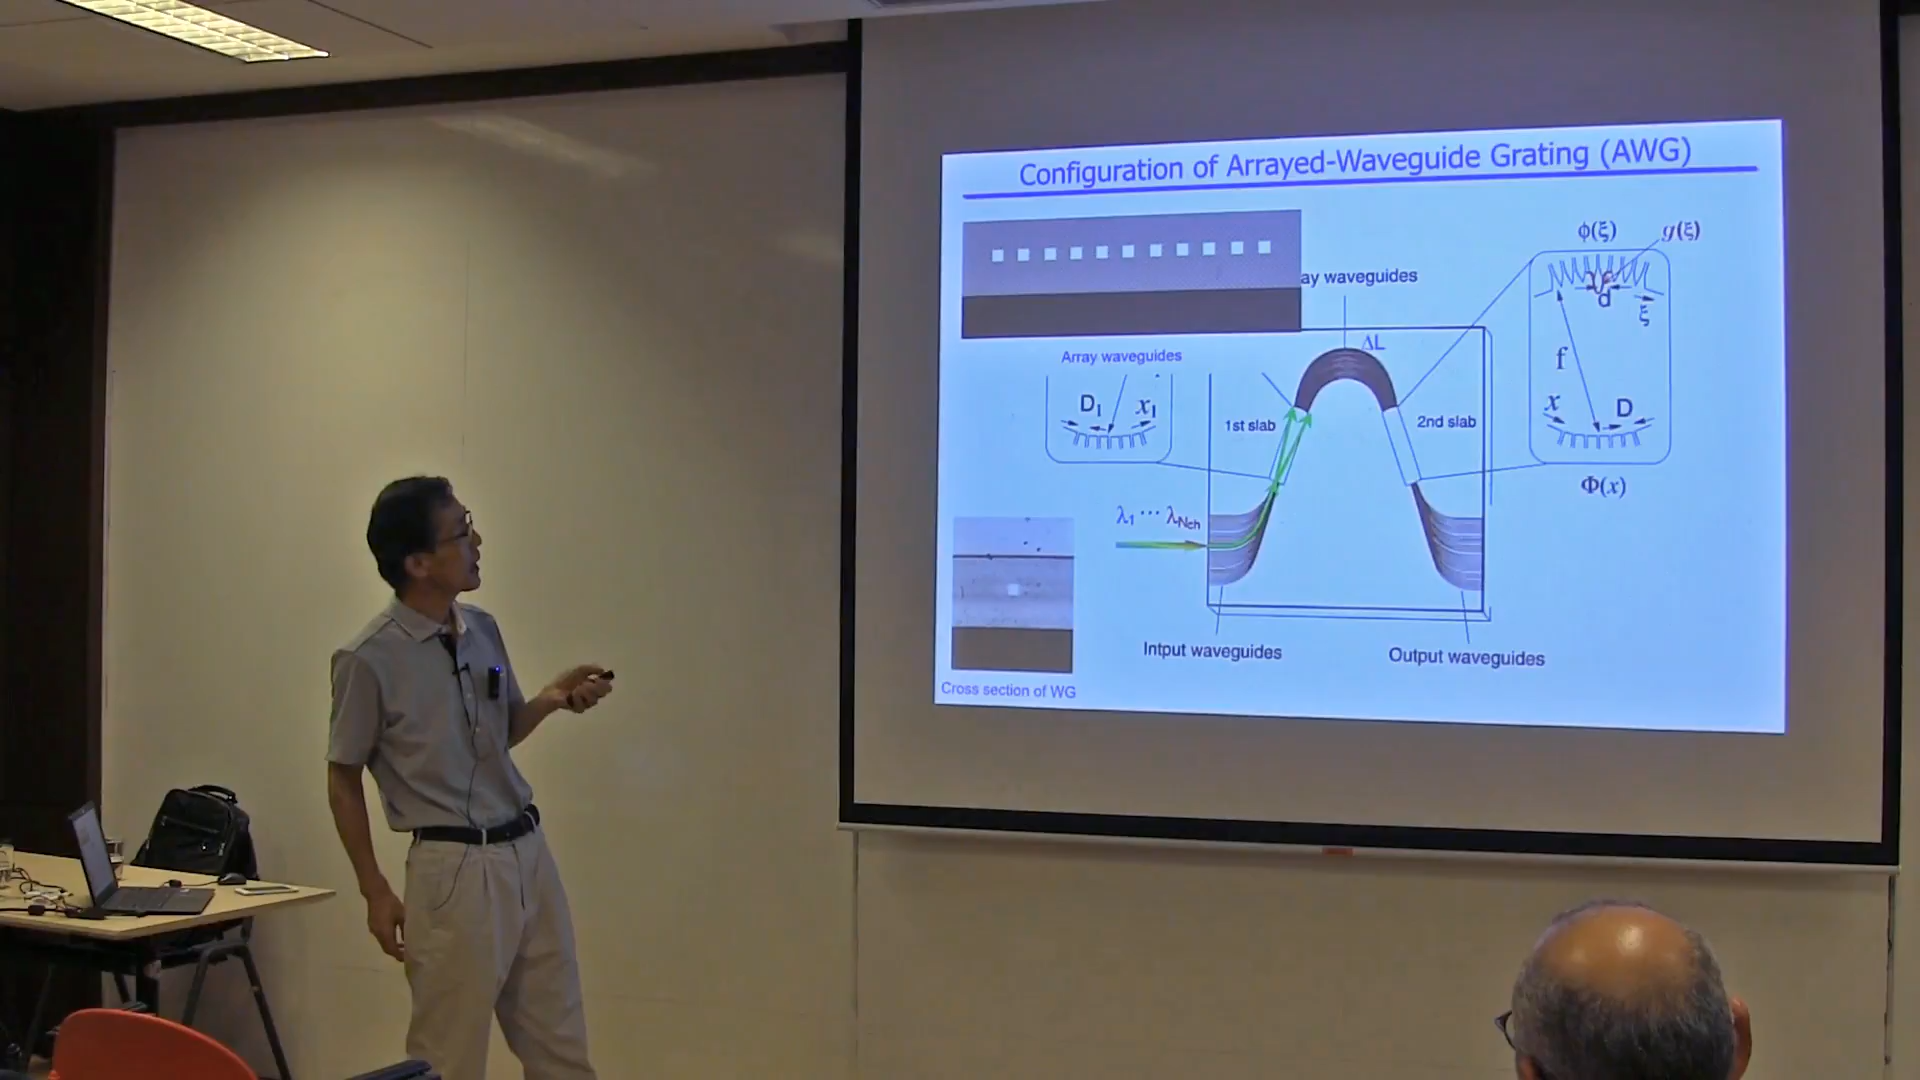 Configuration of Arrayed-Waveguide Grating (AWG)
ϕ(ξ)
g(ξ)
ay waveguides
d
ξ
ΔL
Array waveguides
f
D₁
x₁
x
D
1st slab
2nd slab
Φ(x)
λ₁ ⋯ λ_Nch
Intput waveguides
Output waveguides
Cross section of WG